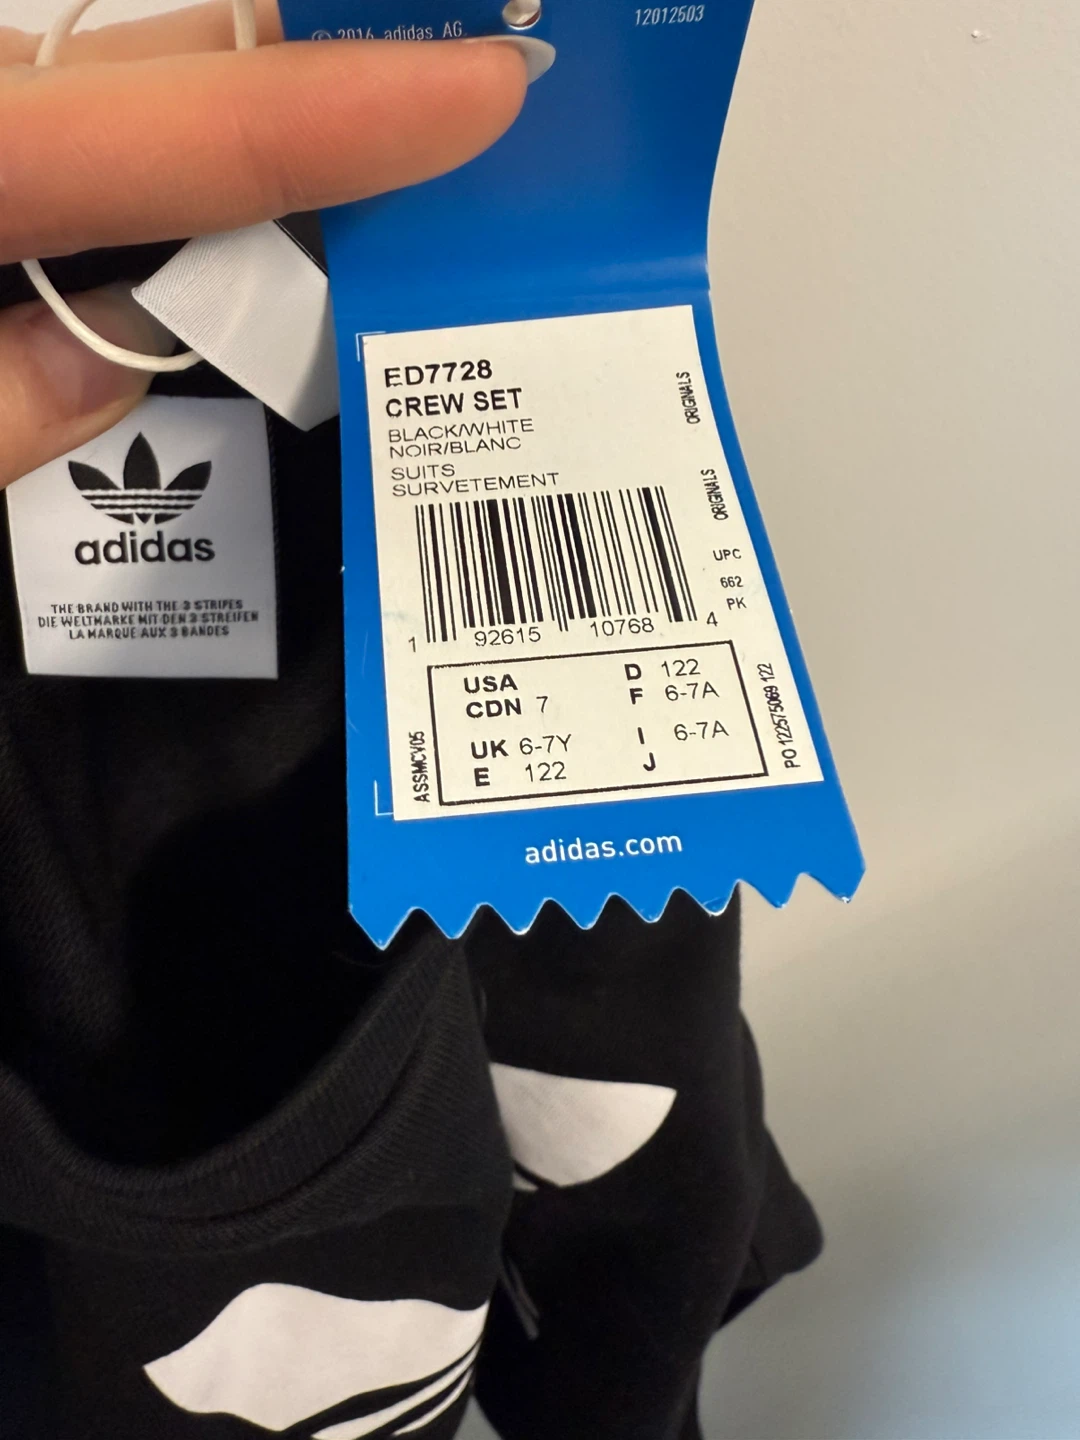 © 2016 adidas AG.
12012503
ED7728
CREW SET
BLACK/WHITE
NOIR/BLANC
SUITS
SURVETEMENT
ORIGINALS
ORIGINALS
UPC
662
PK
1 92615 10768 4
USA
CDN 7
UK 6-7Y
E 122
D 122
F 6-7A
I 6-7A
J
ASSMCV05
PO 122575069 122
adidas.com
adidas
THE BRAND WITH THE 3 STRIPES
DIE WELTMARKE MIT DEN 3 STREIFEN
LA MARQUE AUX 3 BANDES